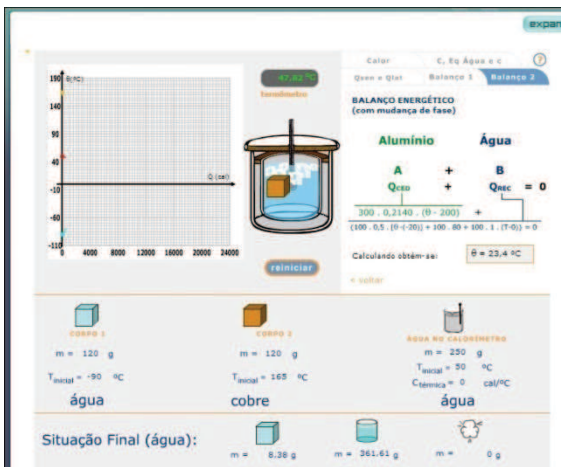 expan
190
θ(ºC)
140
90
40
-10
-60
-110
Q (cal)
0 4000 8000 12000 16000 20000 24000
47,82 ºC
termômetro
reiniciar
Calor C, Eq Água e c ?
Qsen e Qlat Balanço 1 Balanço 2
BALANÇO ENERGÉTICO
(com mudança de fase)
Alumínio Água
A + B
QCED + QREC = 0
300 . 0,2140 . (θ - 200) +
(100 . 0,5 . (θ -(-20)) + 100 . 80 + 100 . 1 . (T-0)) = 0
Calculando obtém-se: θ = 23,4 ºC
< voltar
CORPO 1
m = 120 g
Tinicial = -90 ºC
água
CORPO 2
m = 120 g
Tinicial = 165 ºC
cobre
ÁGUA NO CALORÍMETRO
m = 250 g
Tinicial = 50 ºC
Ctérmica = 0 cal/ºC
água
Situação Final (água):
m = 8,38 g
m = 361,61 g
m = 0 g